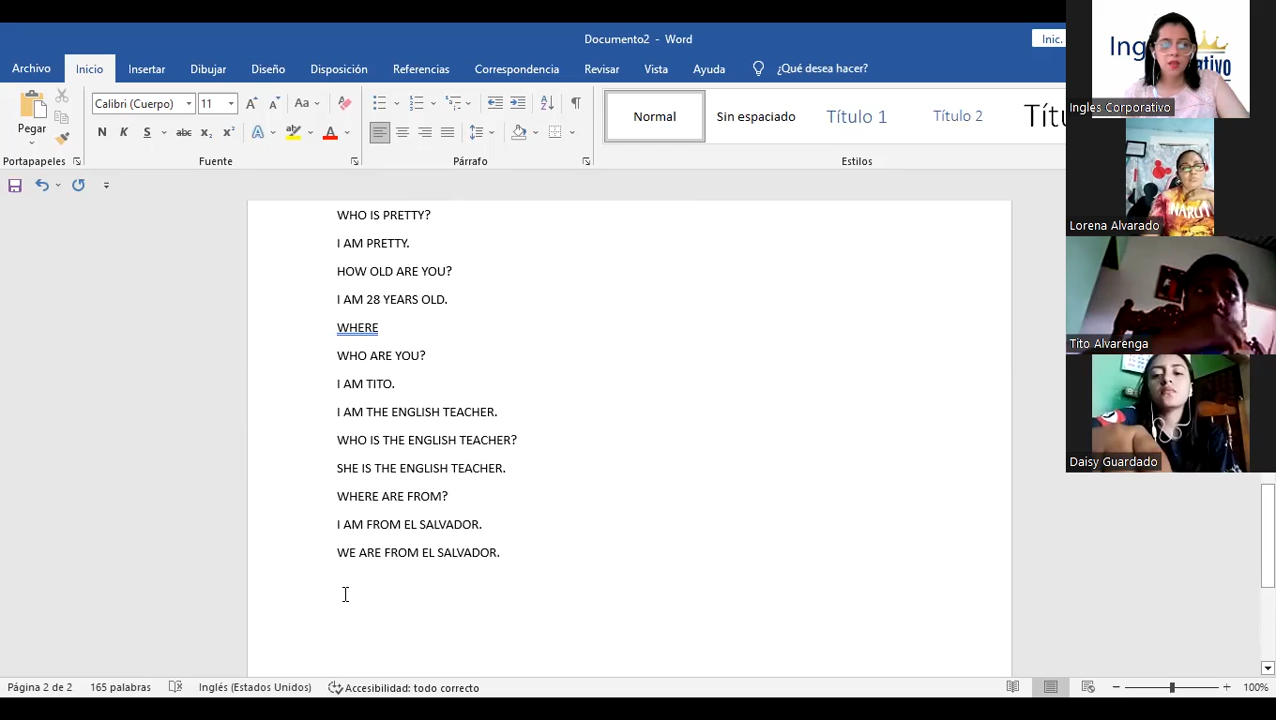 Documento2 - Word
Inic.
Archivo
Inicio
Insertar
Dibujar
Diseño
Disposición
Referencias
Correspondencia
Revisar
Vista
Ayuda
¿Qué desea hacer?
Pegar
Calibri (Cuerpo)
11
Aa
N K S abc x₂ x² A A
Normal
Sin espaciado
Título 1
Título 2
Portapapeles
Fuente
Párrafo
Estilos
WHO IS PRETTY?
I AM PRETTY.
HOW OLD ARE YOU?
I AM 28 YEARS OLD.
WHERE
WHO ARE YOU?
I AM TITO.
I AM THE ENGLISH TEACHER.
WHO IS THE ENGLISH TEACHER?
SHE IS THE ENGLISH TEACHER.
WHERE ARE FROM?
I AM FROM EL SALVADOR.
WE ARE FROM EL SALVADOR.
Página 2 de 2
165 palabras
Inglés (Estados Unidos)
Accesibilidad: todo correcto
100%
Ingles Corporativo
Lorena Alvarado
Tito Alvarenga
Daisy Guardado